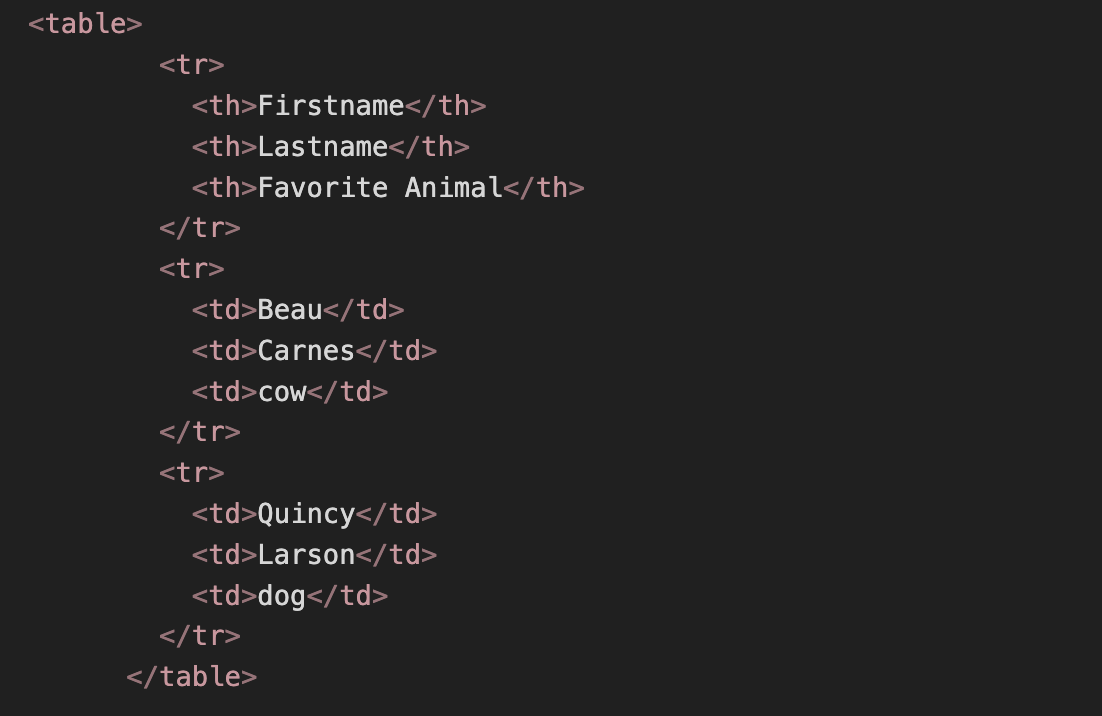 <table>
<tr>
<th>Firstname</th>
<th>Lastname</th>
<th>Favorite Animal</th>
</tr>
<tr>
<td>Beau</td>
<td>Carnes</td>
<td>cow</td>
</tr>
<tr>
<td>Quincy</td>
<td>Larson</td>
<td>dog</td>
</tr>
</table>